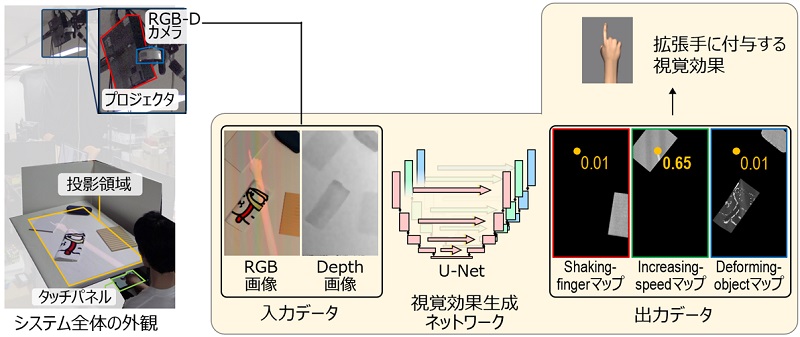 RGB-D
カメラ
プロジェクタ
投影領域
タッチパネル
システム全体の外観
RGB
画像
Depth
画像
入力データ
U-Net
視覚効果生成
ネットワーク
拡張手に付与する
視覚効果
0.01
0.65
0.01
Shaking-
fingerマップ
Increasing-
speedマップ
Deforming-
objectマップ
出力データ